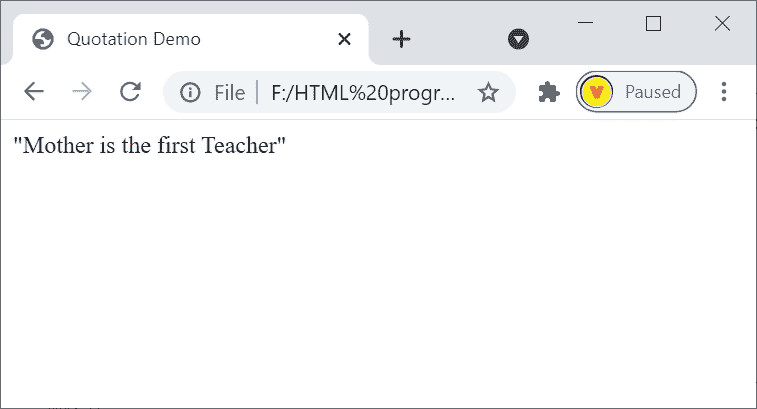 Quotation Demo
File F:/HTML%20progr... Paused
"Mother is the first Teacher"